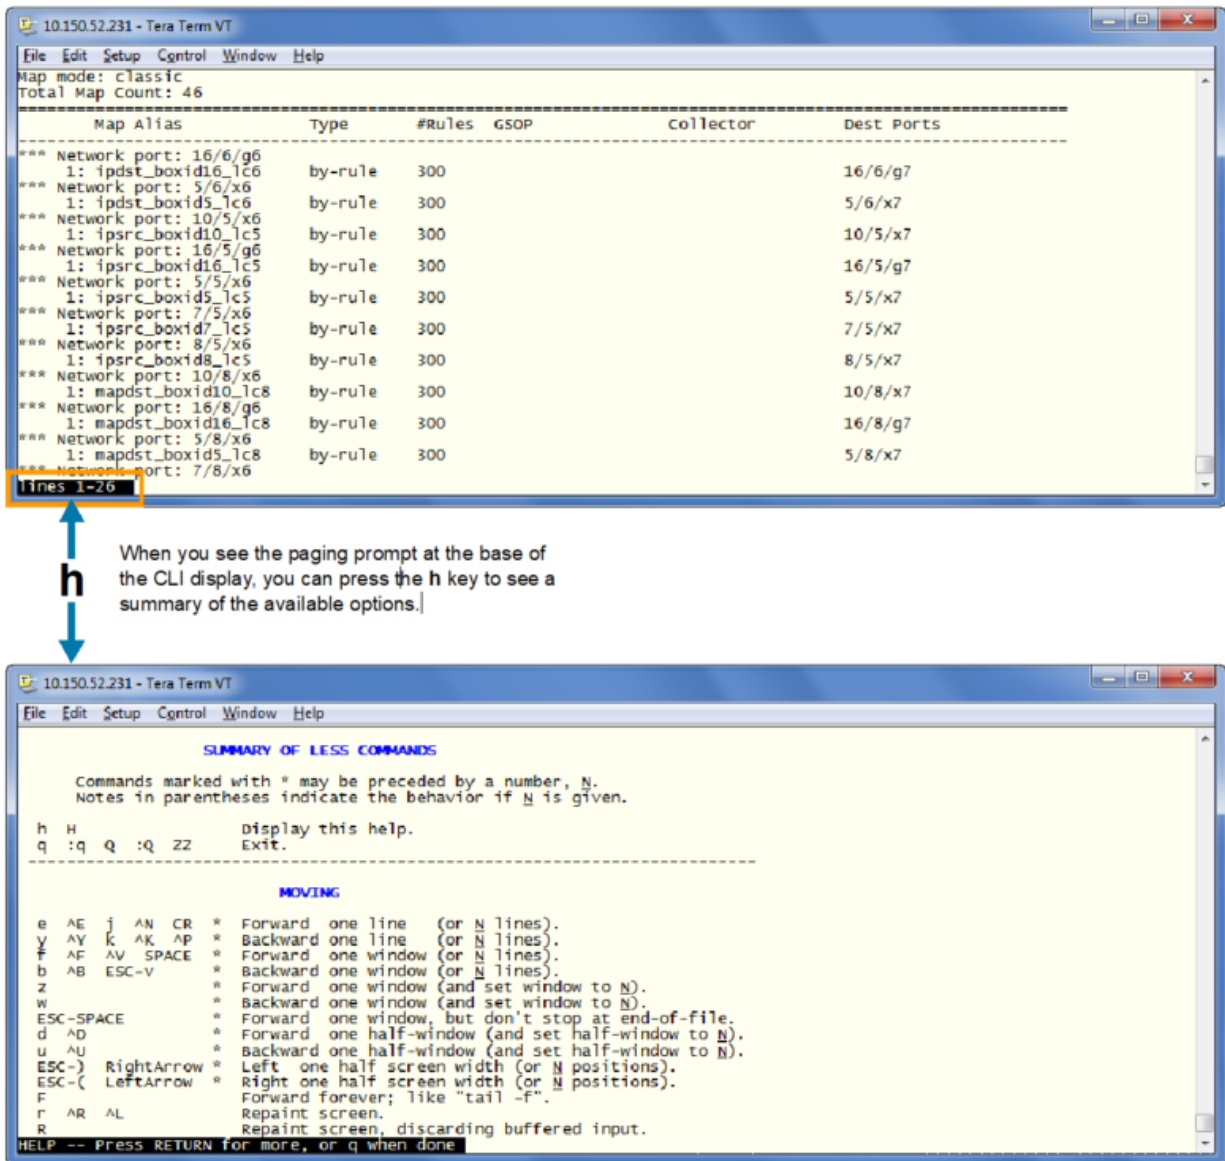 10.150.52.231 - Tera Term VT
File Edit Setup Control Window Help
Map mode: classic
Total Map Count: 46
Map Alias Type #Rules GSOP Collector Dest Ports
*** Network port: 16/6/g6
1: ipdst_boxid16_lc6 by-rule 300 16/6/g7
*** Network port: 5/6/x6
1: ipdst_boxid5_lc6 by-rule 300 5/6/x7
*** Network port: 10/5/x6
1: ipsrc_boxid10_lc5 by-rule 300 10/5/x7
*** Network port: 16/5/g6
1: ipsrc_boxid16_lc5 by-rule 300 16/5/g7
*** Network port: 5/5/x6
1: ipsrc_boxid5_lc5 by-rule 300 5/5/x7
*** Network port: 7/5/x6
1: ipsrc_boxid7_lc5 by-rule 300 7/5/x7
*** Network port: 8/5/x6
1: ipsrc_boxid8_lc5 by-rule 300 8/5/x7
*** Network port: 10/8/x6
1: mapdst_boxid10_lc8 by-rule 300 10/8/x7
*** Network port: 16/8/g6
1: mapdst_boxid16_lc8 by-rule 300 16/8/g7
*** Network port: 5/8/x6
1: mapdst_boxid5_lc8 by-rule 300 5/8/x7
*** Network port: 7/8/x6
lines 1-26
h
When you see the paging prompt at the base of
the CLI display, you can press the h key to see a
summary of the available options.
10.150.52.231 - Tera Term VT
File Edit Setup Control Window Help
SUMMARY OF LESS COMMANDS
Commands marked with * may be preceded by a number, N.
Notes in parentheses indicate the behavior if N is given.
h H Display this help.
q :q Q :Q ZZ Exit.
MOVING
e ^E j ^N CR * Forward one line (or N lines).
y ^Y k ^K ^P * Backward one line (or N lines).
f ^F ^V SPACE * Forward one window (or N lines).
b ^B ESC-v * Backward one window (or N lines).
z * Forward one window (and set window to N).
w * Backward one window (and set window to N).
ESC-SPACE * Forward one window, but don't stop at end-of-file.
d ^D * Forward one half-window (and set half-window to N).
u ^U * Backward one half-window (and set half-window to N).
ESC-) RightArrow * Left one half screen width (or N positions).
ESC-( LeftArrow * Right one half screen width (or N positions).
F Forward forever; like "tail -f".
r ^R ^L Repaint screen.
R Repaint screen, discarding buffered input.
HELP -- Press RETURN for more, or q when done